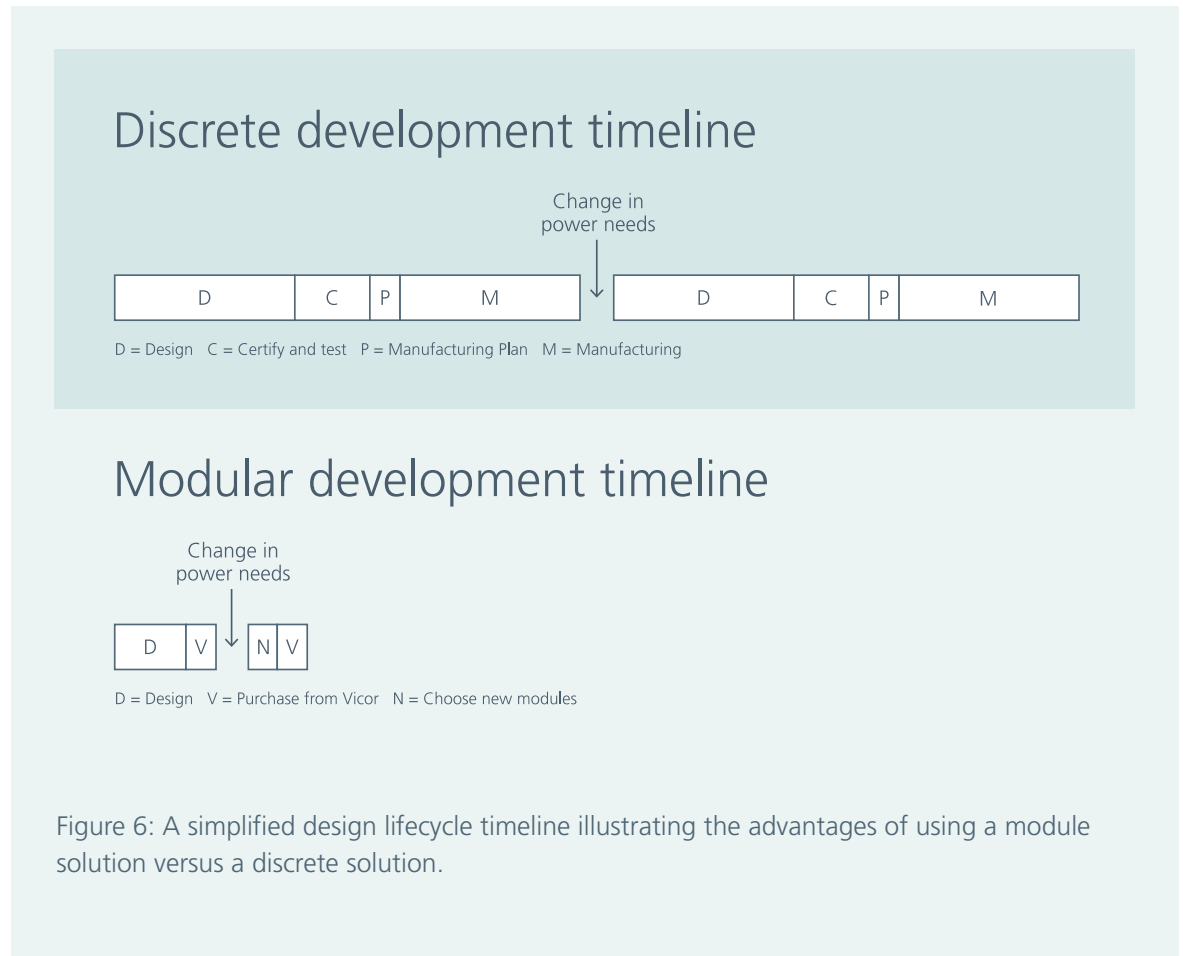 Discrete development timeline
Change in
power needs
D C P M D C P M
D = Design C = Certify and test P = Manufacturing Plan M = Manufacturing
Modular development timeline
Change in
power needs
D V N V
D = Design V = Purchase from Vicor N = Choose new modules
Figure 6: A simplified design lifecycle timeline illustrating the advantages of using a module
solution versus a discrete solution.